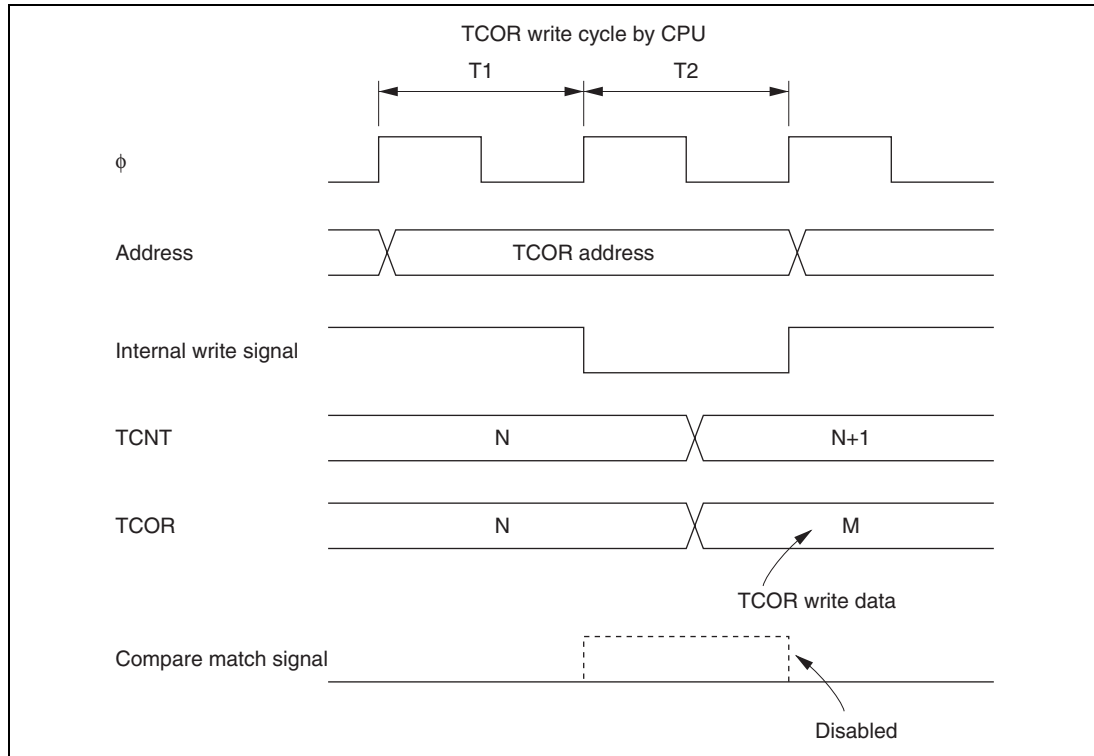 TCOR write cycle by CPU
T1 T2
ϕ
Address TCOR address
Internal write signal
TCNT N N+1
TCOR N M
TCOR write data
Compare match signal
Disabled